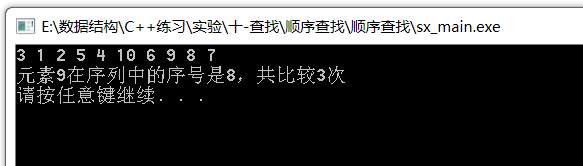 E:\数据结构\C++练习\实验\十-查找\顺序查找\顺序查找\sx_main.exe
3 1 2 5 4 10 6 9 8 7
元素9在序列中的序号是8，共比较3次
请按任意键继续. . .